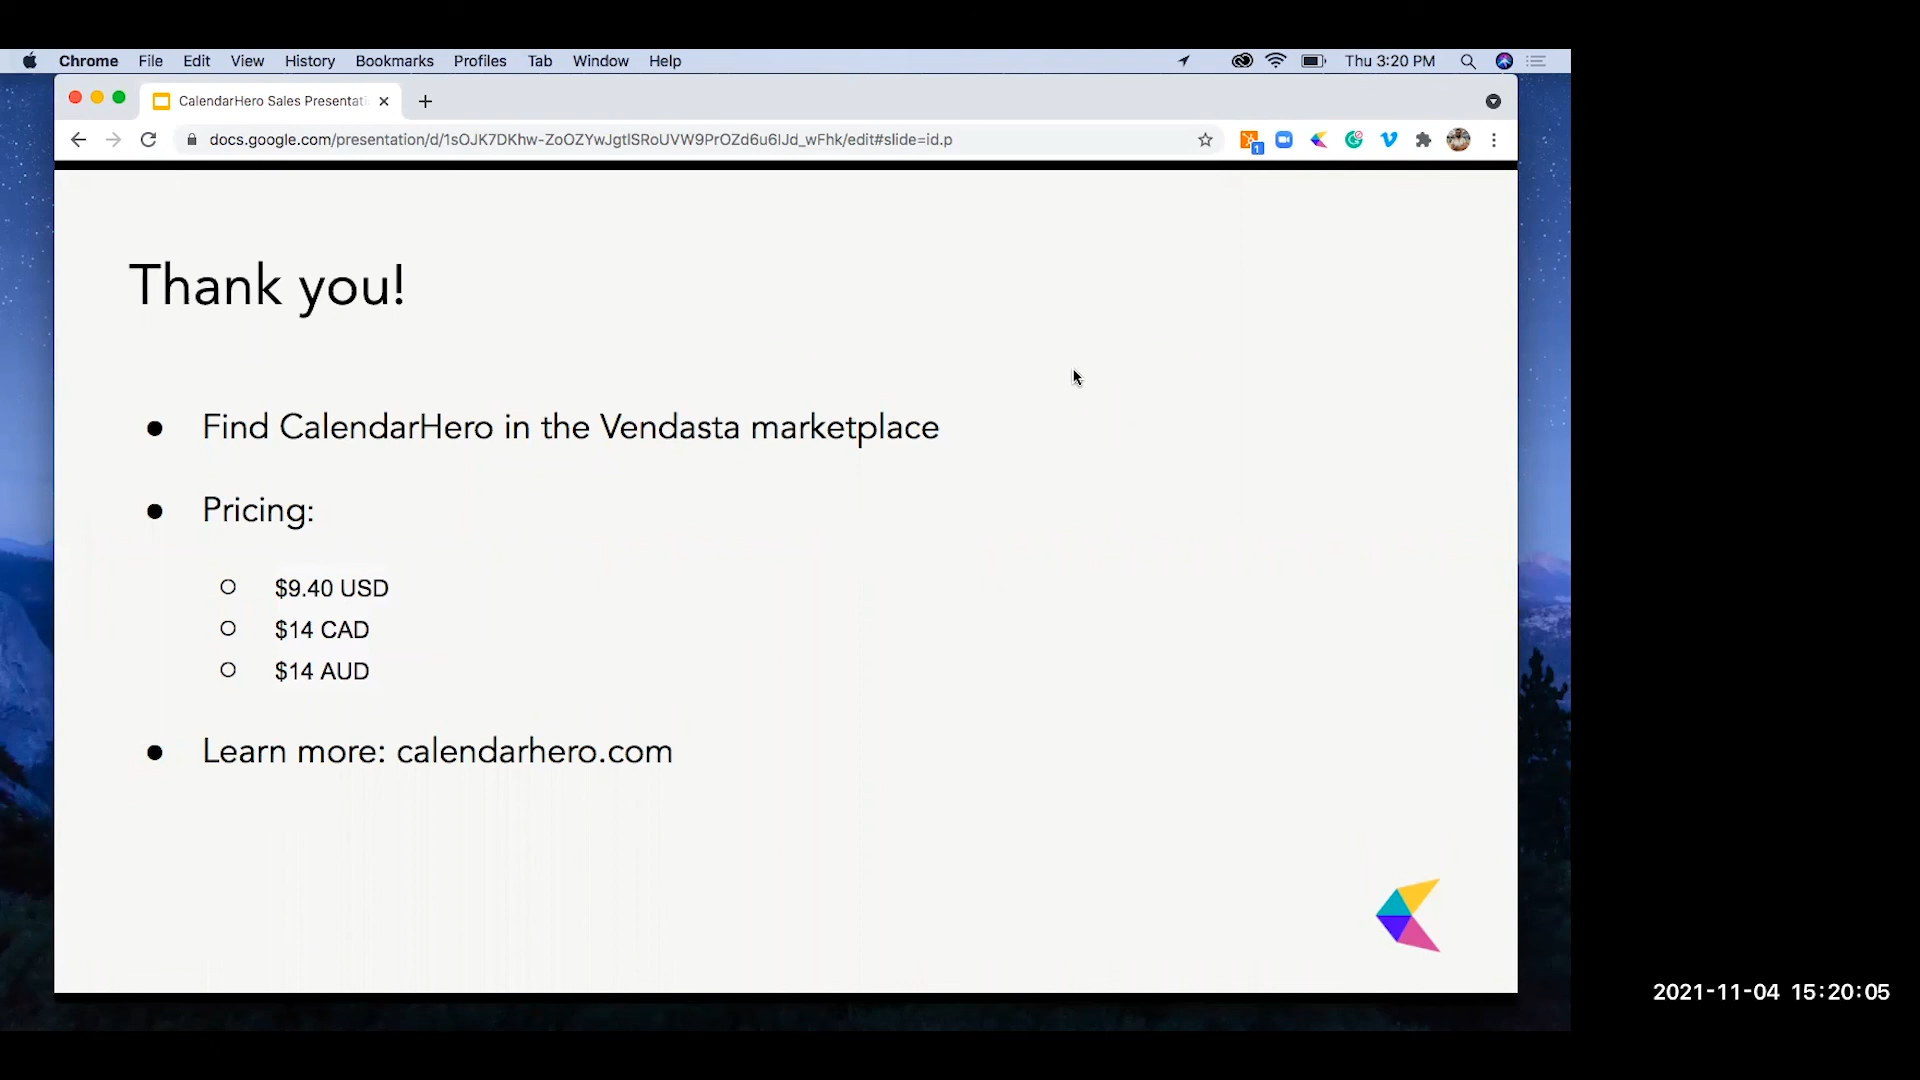 Chrome File Edit View History Bookmarks Profiles Tab Window Help Thu 3:20 PM
CalendarHero Sales Presentati
docs.google.com/presentation/d/1sOJK7DKhw-ZoOZYwJgtlSRoUVW9PrOZd6u6lJd_wFhk/edit#slide=id.p
1
Thank you!
● Find CalendarHero in the Vendasta marketplace
● Pricing:
○ $9.40 USD
○ $14 CAD
○ $14 AUD
● Learn more: calendarhero.com
2021-11-04 15:20:05